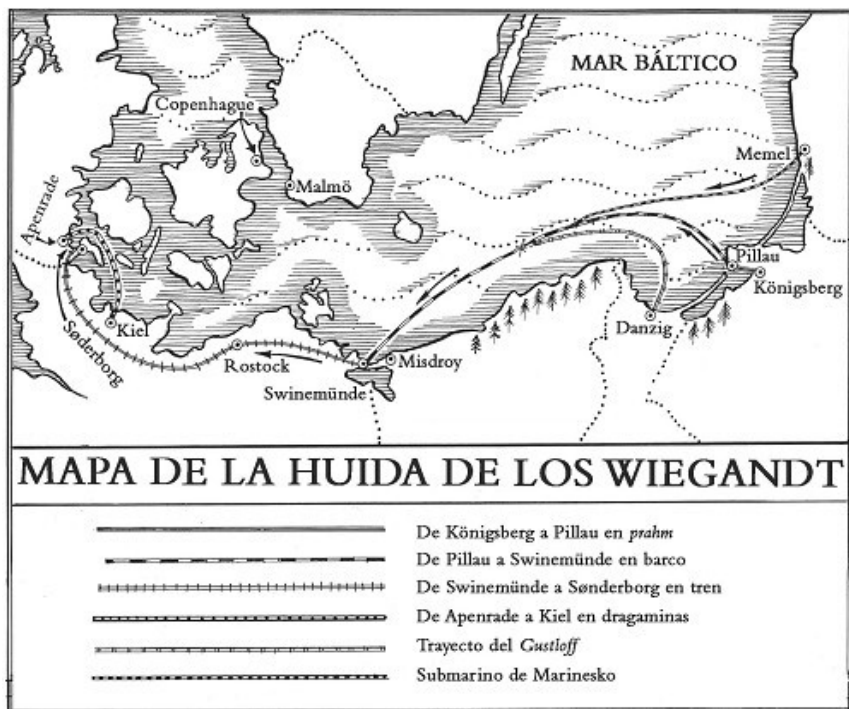 MAR BÁLTICO
Copenhague
Memel
Malmö
Apenrade
Pillau
Königsberg
Kiel
Danzig
Søderborg
Rostock
Misdroy
Swinemünde
MAPA DE LA HUIDA DE LOS WIEGANDT
De Königsberg a Pillau en prahm
De Pillau a Swinemünde en barco
De Swinemünde a Sønderborg en tren
De Apenrade a Kiel en dragaminas
Trayecto del Gustloff
Submarino de Marinesko